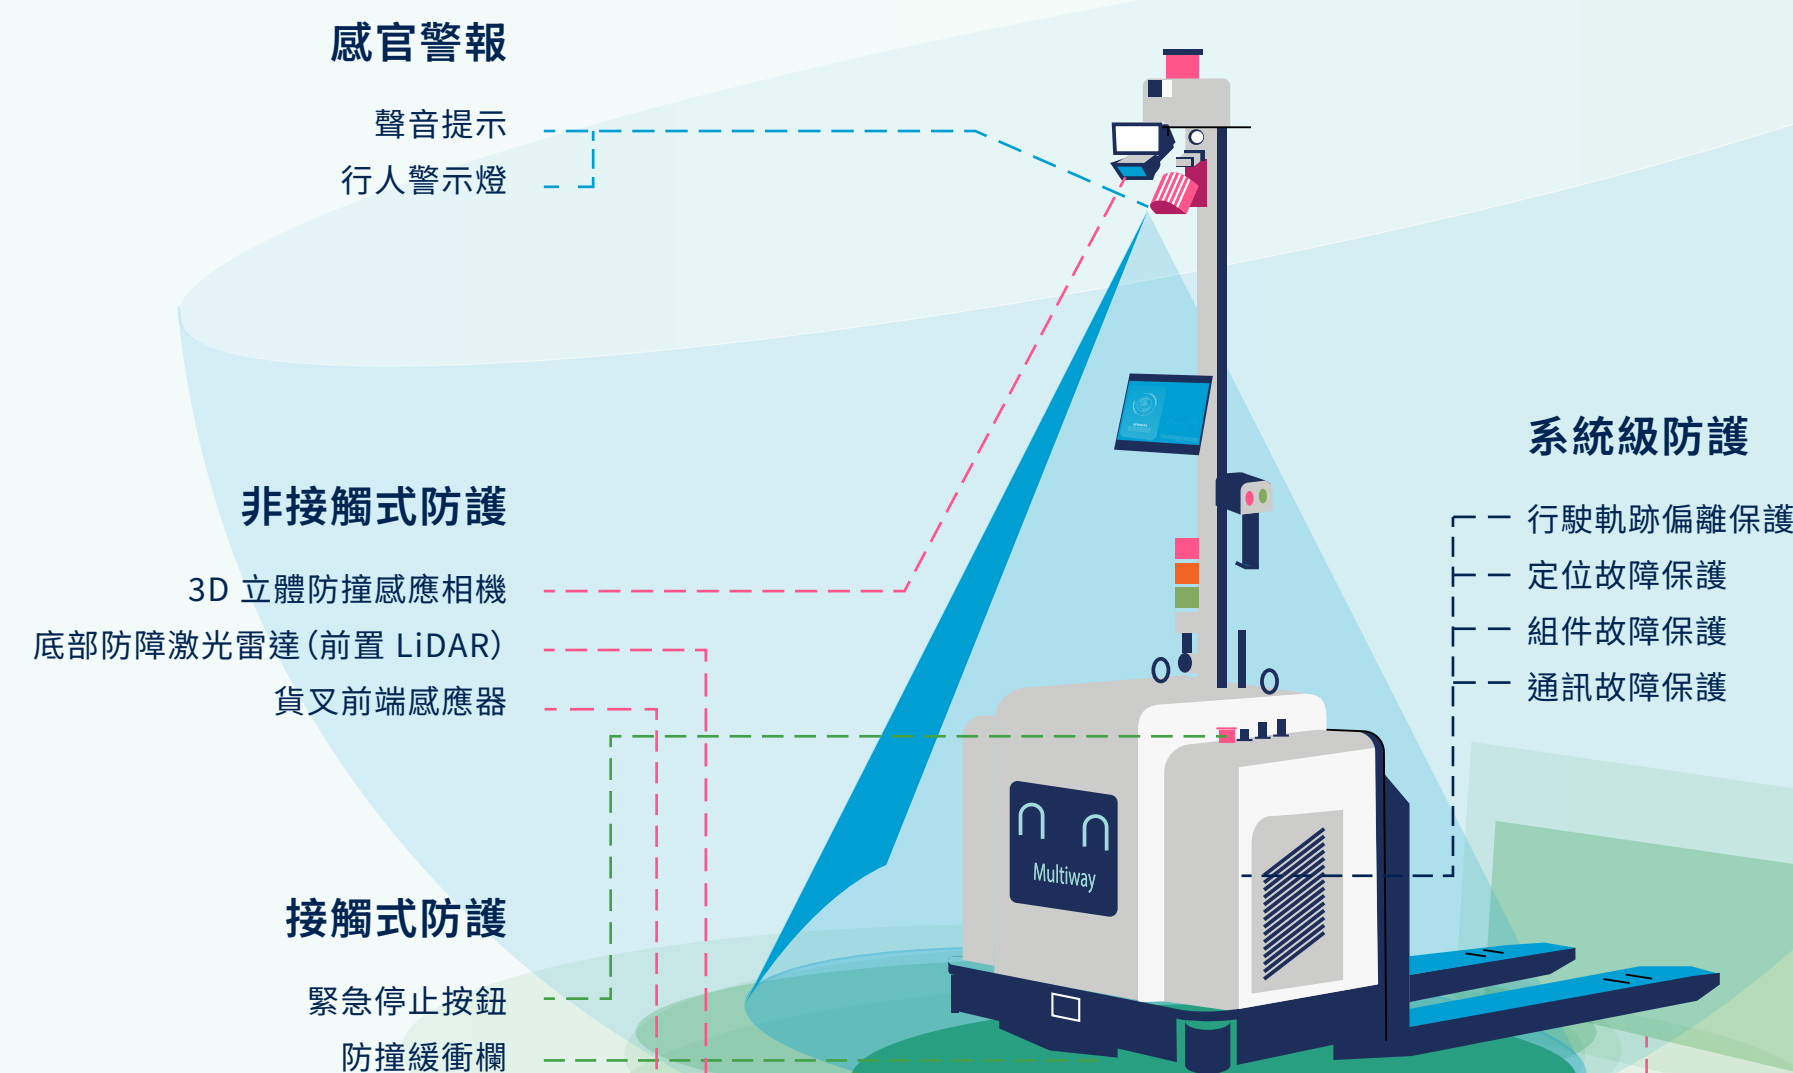 感官警報
聲音提示
行人警示燈
非接觸式防護
3D 立體防撞感應相機
底部防障激光雷達（前置 LiDAR）
貨叉前端感應器
接觸式防護
緊急停止按鈕
防撞緩衝欄
系統級防護
行駛軌跡偏離保護
定位故障保護
組件故障保護
通訊故障保護
Multiway